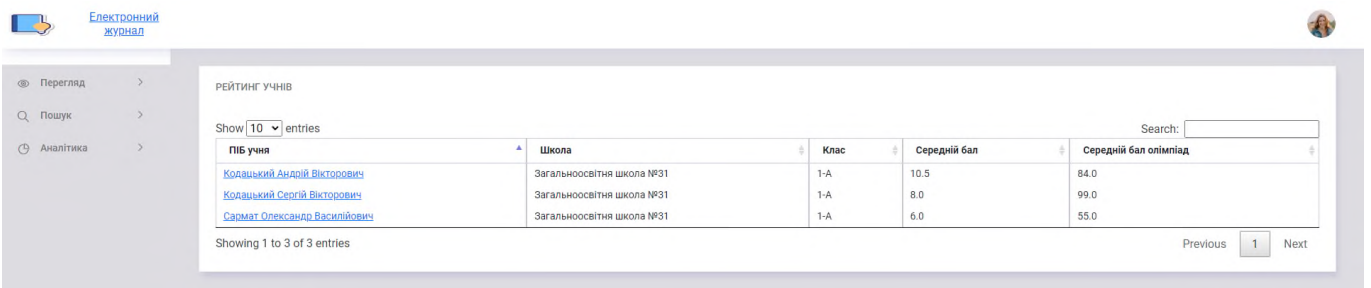 Електронний
журнал
Перегляд
Пошук
Аналітика
РЕЙТИНГ УЧНІВ
Show 10 entries
Search:
ПІБ учня Школа Клас Середній бал Середній бал олімпіад
Кодацький Андрій Вікторович Загальноосвітня школа №31 1-А 10.5 84.0
Кодацький Сергій Вікторович Загальноосвітня школа №31 1-А 8.0 99.0
Сармат Олександр Василійович Загальноосвітня школа №31 1-А 6.0 55.0
Showing 1 to 3 of 3 entries
Previous 1 Next